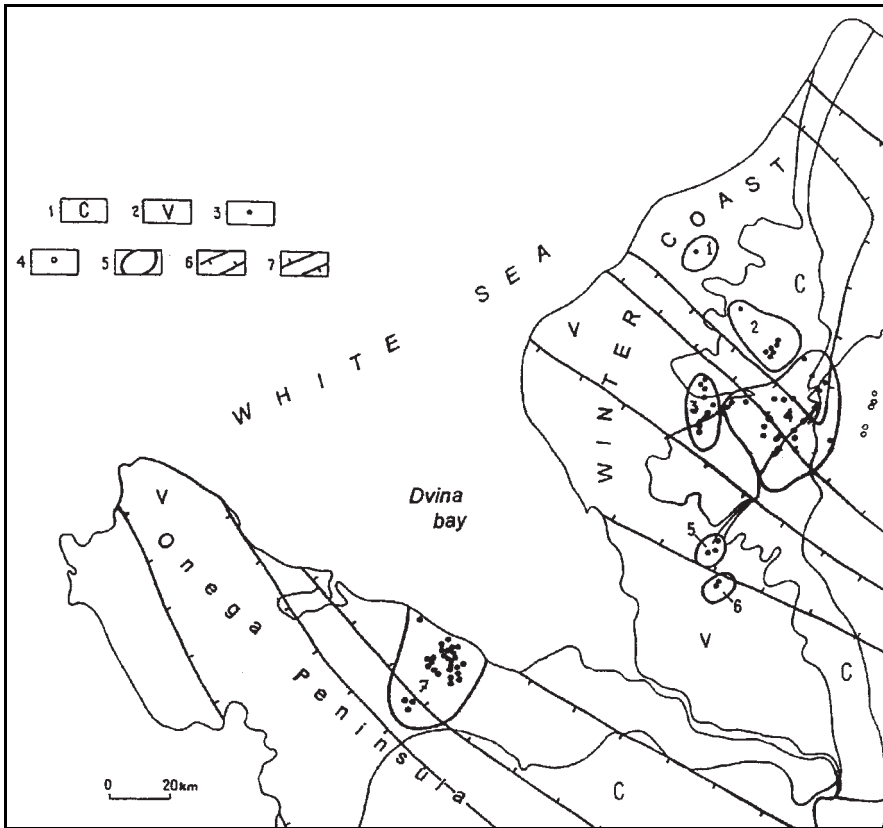 1 C 2 V 3
4 5 6 7
WHITE SEA
WINTER COAST
1
C
2
V
3
4
Dvina
bay
V
Onega Peninsula
5
6
V
7
C
C
0 20km